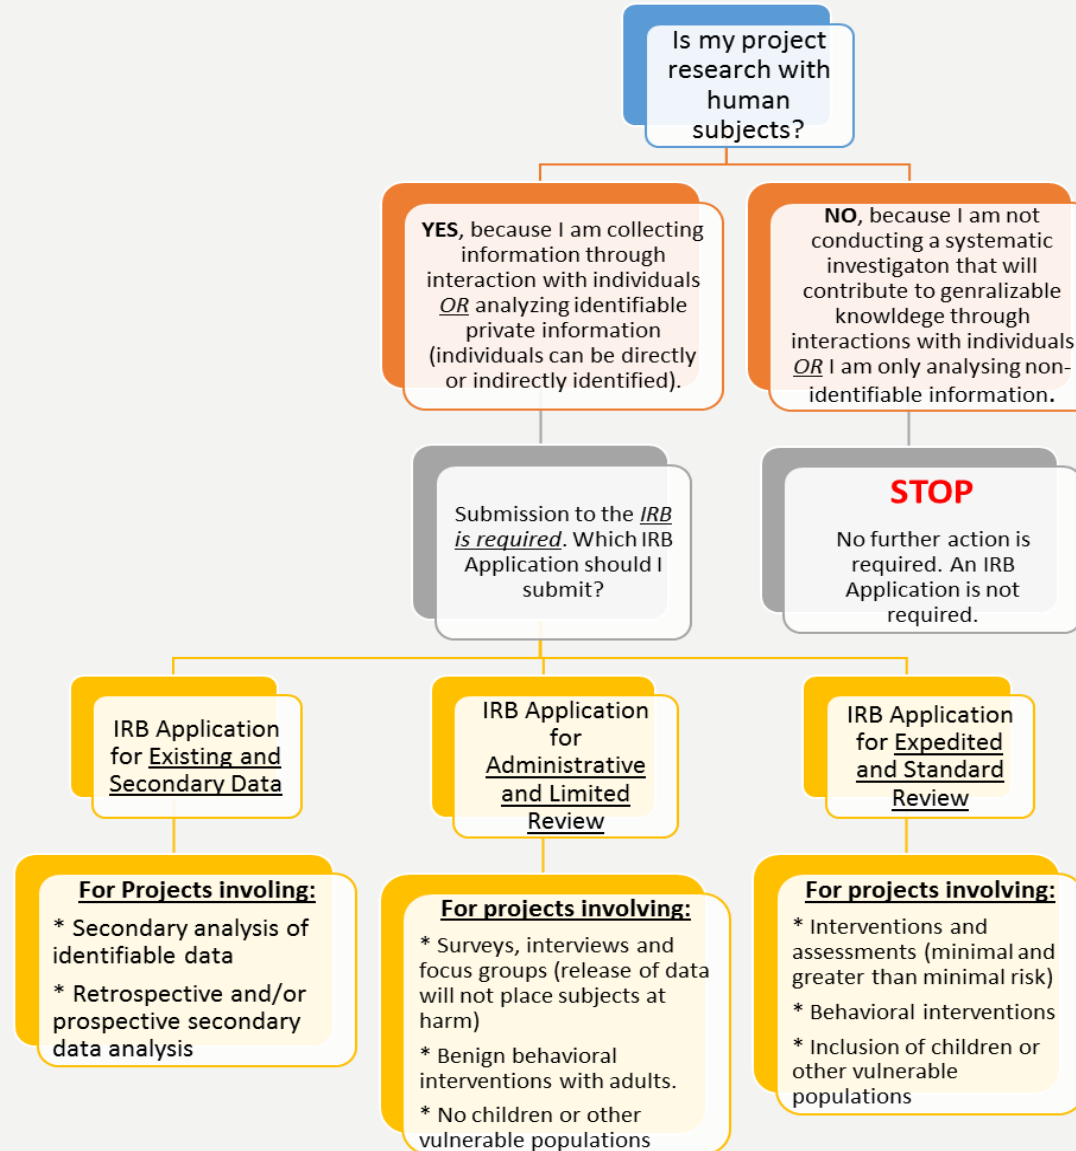 Is my project
research with
human
subjects?
YES, because I am collecting
information through
interaction with individuals
OR analyzing identifiable
private information
(individuals can be directly
or indirectly identified).
NO, because I am not
conducting a systematic
investigaton that will
contribute to genralizable
knowldege through
interactions with individuals
OR I am only analysing non-
identifiable information.
Submission to the IRB
is required. Which IRB
Application should I
submit?
STOP
No further action is
required. An IRB
Application is not
required.
IRB Application
for Existing and
Secondary Data
IRB Application
for
Administrative
and Limited
Review
IRB Application
for Expedited
and Standard
Review
For Projects involing:
* Secondary analysis of
identifiable data
* Retrospective and/or
prospective secondary
data analysis
For projects involving:
* Surveys, interviews and
focus groups (release of data
will not place subjects at
harm)
* Benign behavioral
interventions with adults.
* No children or other
vulnerable populations
For projects involving:
* Interventions and
assessments (minimal and
greater than minimal risk)
* Behavioral interventions
* Inclusion of children or
other vulnerable
populations